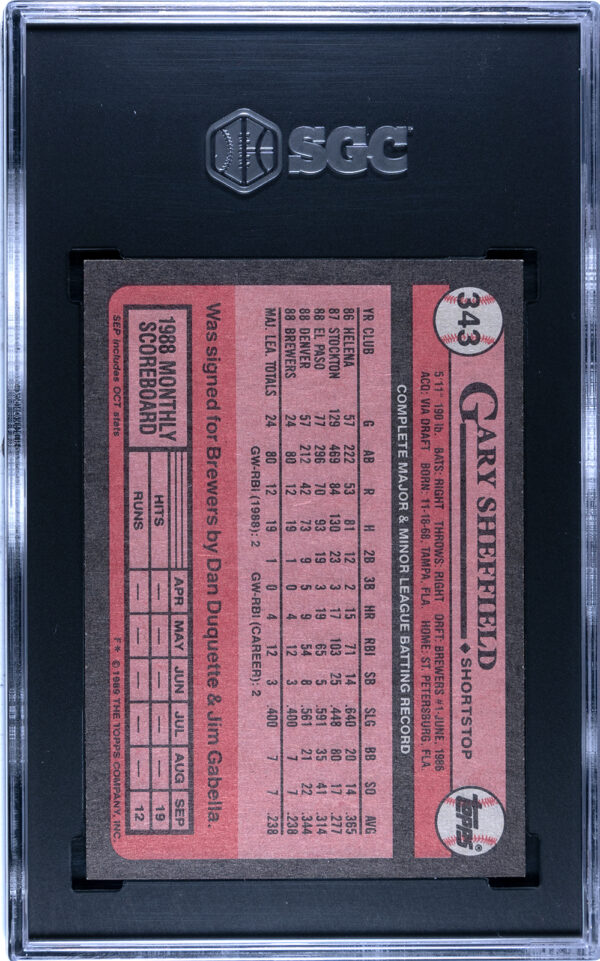 SGC
343
GARY SHEFFIELD ♦ SHORTSTOP
TOPPS®
5'11" 190 lb. BATS: RIGHT THROWS: RIGHT DRFT: BREWERS #1-JUNE, 1986
ACQ: VIA DRAFT BORN: 11-18-68, TAMPA, FLA. HOME: ST. PETERSBURG, FLA.
COMPLETE MAJOR & MINOR LEAGUE BATTING RECORD
YR CLUB G AB R H 2B 3B HR RBI SB SLG BB SO AVG
86 HELENA 57 222 53 81 12 2 15 71 14 .640 20 14 .365
87 STOCKTON 129 469 84 130 23 3 17 103 25 .448 80 17 .277
88 EL PASO 77 296 70 93 19 3 19 65 5 .591 35 41 .314
88 DENVER 57 212 42 73 9 5 9 54 8 .561 21 22 .344
88 BREWERS 24 80 12 19 1 0 4 12 3 .400 7 7 .238
MAJ. LEA. TOTALS 24 80 12 19 1 0 4 12 3 .400 7 7 .238
GW-RBI (1988): 2 GW-RBI (CAREER): 2
Was signed for Brewers by Dan Duquette & Jim Gabella.
1988 MONTHLY
SCOREBOARD
APR MAY JUN JUL AUG SEP
HITS — — — — — 19
RUNS — — — — — 12
SEP includes OCT stats
F* © 1989 THE TOPPS COMPANY, INC.